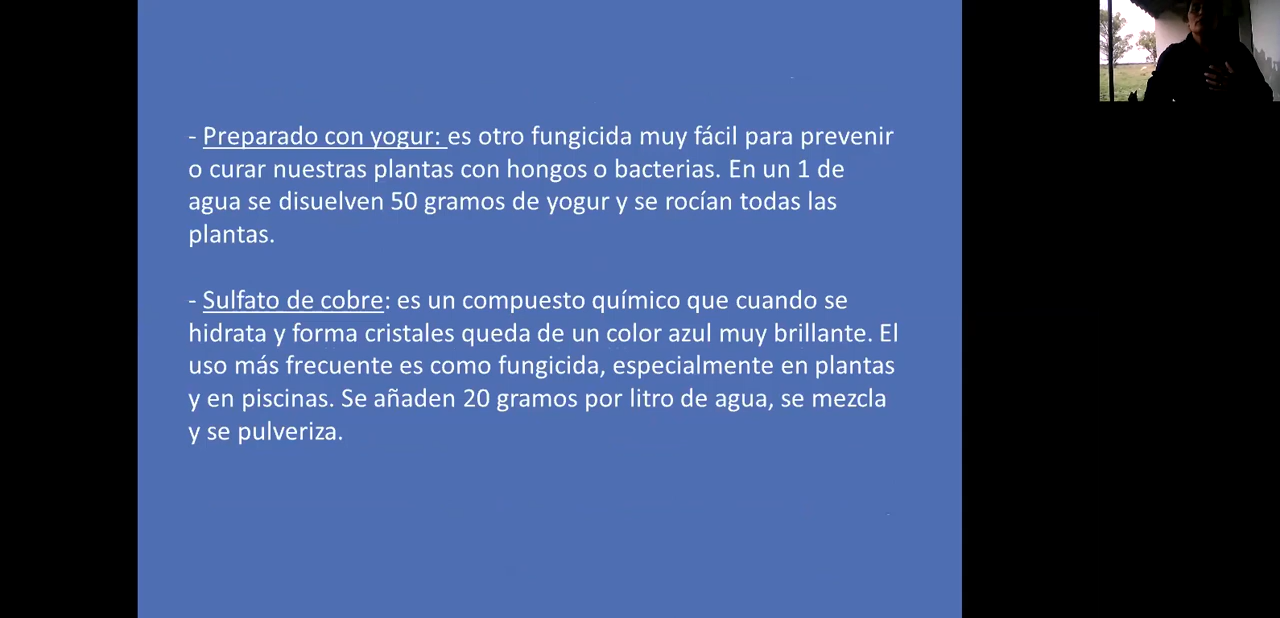 - Preparado con yogur: es otro fungicida muy fácil para prevenir
o curar nuestras plantas con hongos o bacterias. En un 1 de
agua se disuelven 50 gramos de yogur y se rocían todas las
plantas.
- Sulfato de cobre: es un compuesto químico que cuando se
hidrata y forma cristales queda de un color azul muy brillante. El
uso más frecuente es como fungicida, especialmente en plantas
y en piscinas. Se añaden 20 gramos por litro de agua, se mezcla
y se pulveriza.